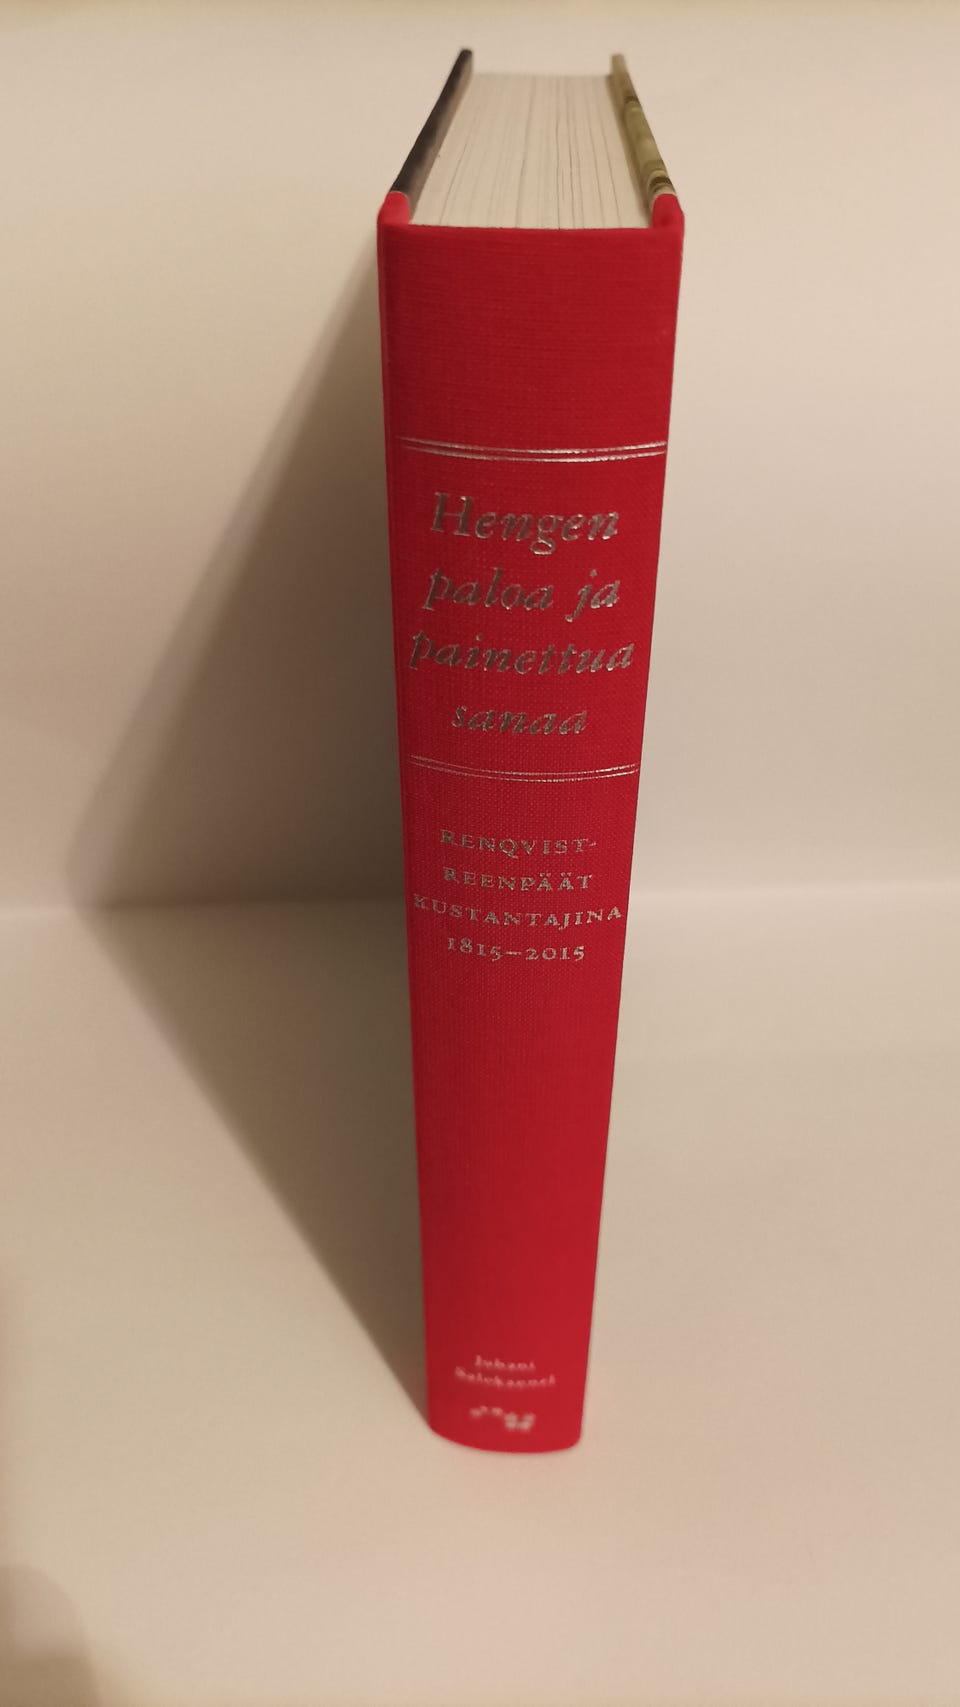 Hengen
paloa ja
painettua
sanaa
RENQVIST-
REENPÄÄT
KUSTANTAJINA
1815–2015
Juhani
Salokannel